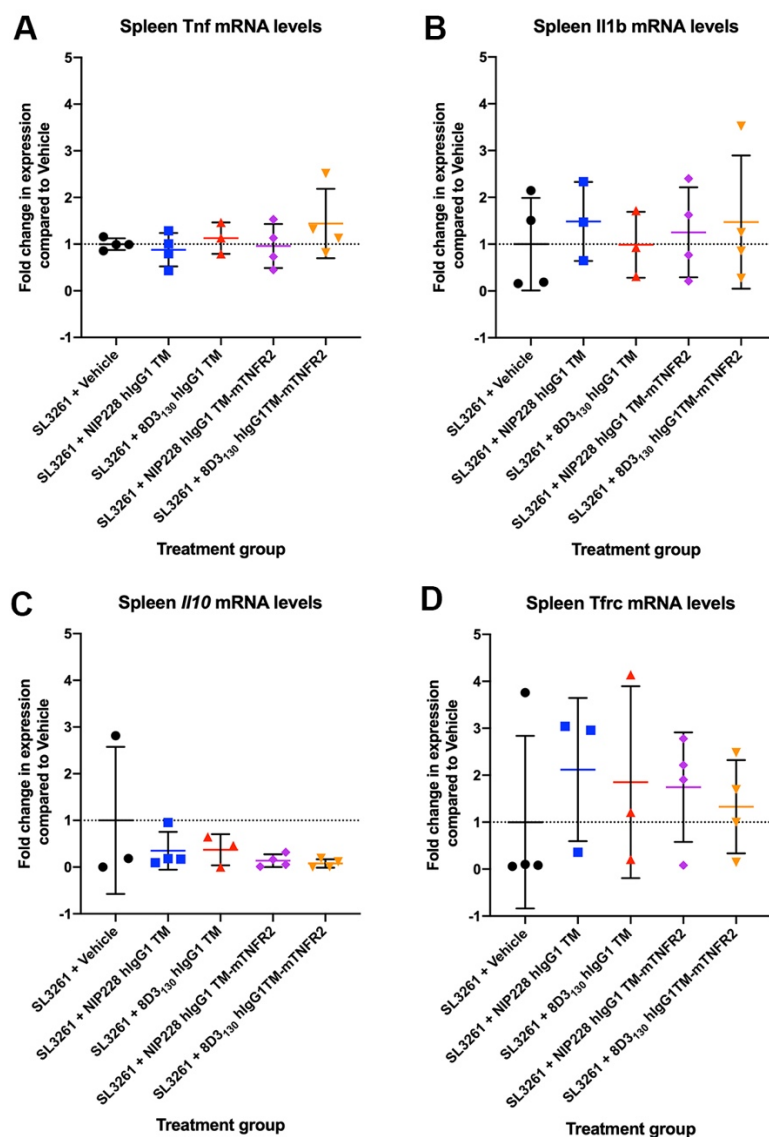 A
Spleen Tnf mRNA levels
Fold change in expression
compared to Vehicle
5
4
3
2
1
0
-1
SL3261 + Vehicle
SL3261 + NIP228 hIgG1 TM
SL3261 + 8D3₁₃₀ hIgG1 TM
SL3261 + NIP228 hIgG1 TM-mTNFR2
SL3261 + 8D3₁₃₀ hIgG1TM-mTNFR2
Treatment group
B
Spleen Il1b mRNA levels
Fold change in expression
compared to Vehicle
5
4
3
2
1
0
-1
SL3261 + Vehicle
SL3261 + NIP228 hIgG1 TM
SL3261 + 8D3₁₃₀ hIgG1 TM
SL3261 + NIP228 hIgG1 TM-mTNFR2
SL3261 + 8D3₁₃₀ hIgG1TM-mTNFR2
Treatment group
C
Spleen Il10 mRNA levels
Fold change in expression
compared to Vehicle
5
4
3
2
1
0
-1
SL3261 + Vehicle
SL3261 + NIP228 hIgG1 TM
SL3261 + 8D3₁₃₀ hIgG1 TM
SL3261 + NIP228 hIgG1 TM-mTNFR2
SL3261 + 8D3₁₃₀ hIgG1TM-mTNFR2
Treatment group
D
Spleen Tfrc mRNA levels
Fold change in expression
compared to Vehicle
5
4
3
2
1
0
-1
SL3261 + Vehicle
SL3261 + NIP228 hIgG1 TM
SL3261 + 8D3₁₃₀ hIgG1 TM
SL3261 + NIP228 hIgG1 TM-mTNFR2
SL3261 + 8D3₁₃₀ hIgG1TM-mTNFR2
Treatment group